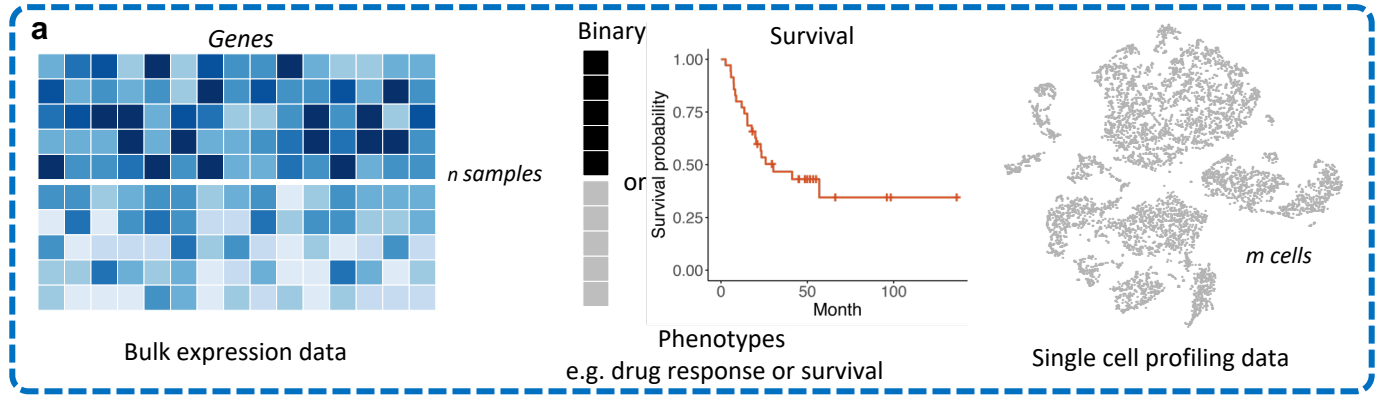 a
Genes
n samples
Bulk expression data
Binary
or
Survival
Survival probability
1.00
0.75
0.50
0.25
0.00
0
50
100
Month
Phenotypes
e.g. drug response or survival
m cells
Single cell profiling data